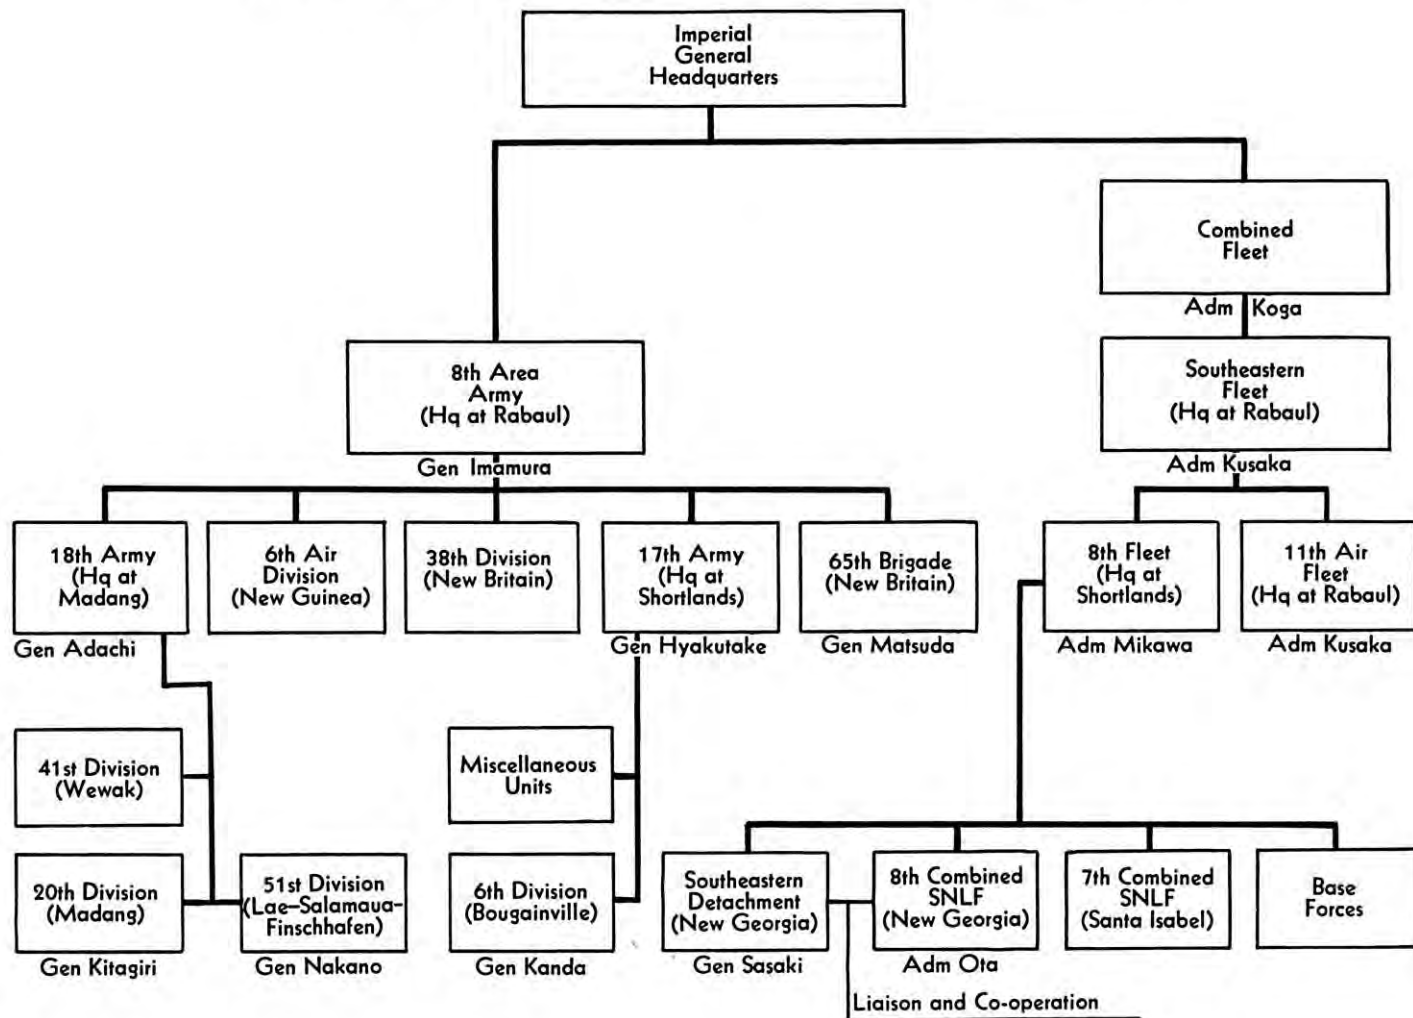 Imperial
General
Headquarters
Combined
Fleet
Adm Koga
8th Area
Army
(Hq at Rabaul)
Gen Imamura
Southeastern
Fleet
(Hq at Rabaul)
Adm Kusaka
18th Army
(Hq at
Madang)
Gen Adachi
6th Air
Division
(New Guinea)
38th Division
(New Britain)
17th Army
(Hq at
Shortlands)
Gen Hyakutake
65th Brigade
(New Britain)
Gen Matsuda
8th Fleet
(Hq at
Shortlands)
Adm Mikawa
11th Air
Fleet
(Hq at Rabaul)
Adm Kusaka
41st Division
(Wewak)
Miscellaneous
Units
20th Division
(Madang)
Gen Kitagiri
51st Division
(Lae–Salamaua–
Finschhafen)
Gen Nakano
6th Division
(Bougainville)
Gen Kanda
Southeastern
Detachment
(New Georgia)
Gen Sasaki
8th Combined
SNLF
(New Georgia)
Adm Ota
7th Combined
SNLF
(Santa Isabel)
Base
Forces
Liaison and Co-operation